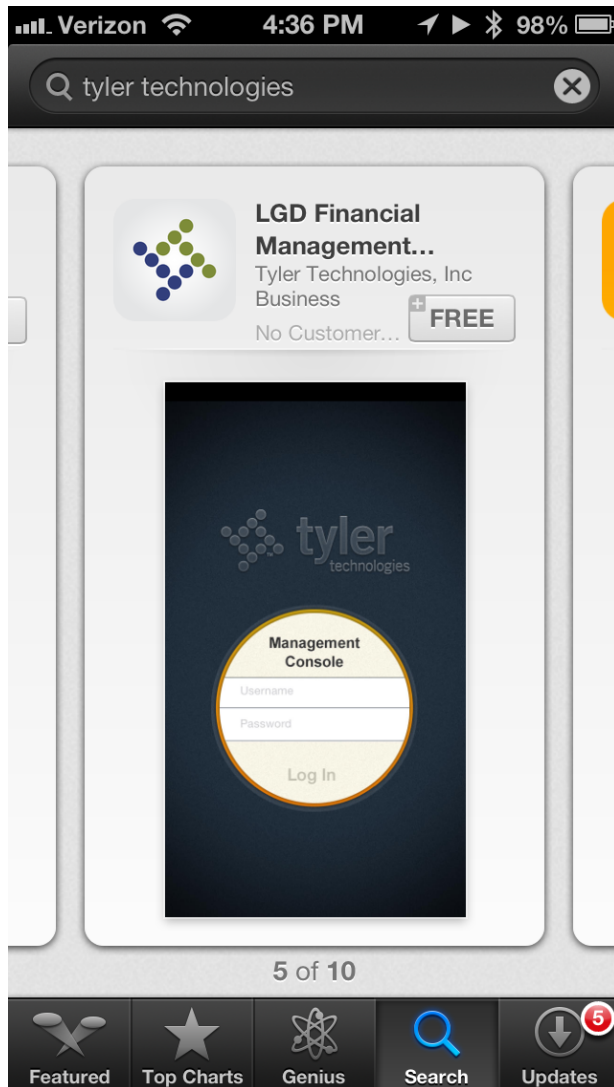 Verizon 4:36 PM 98%
tyler technologies
LGD Financial
Management...
Tyler Technologies, Inc
Business
No Customer...
FREE
tyler
technologies
Management
Console
Username
Password
Log In
5 of 10
5
Featured Top Charts Genius Search Updates